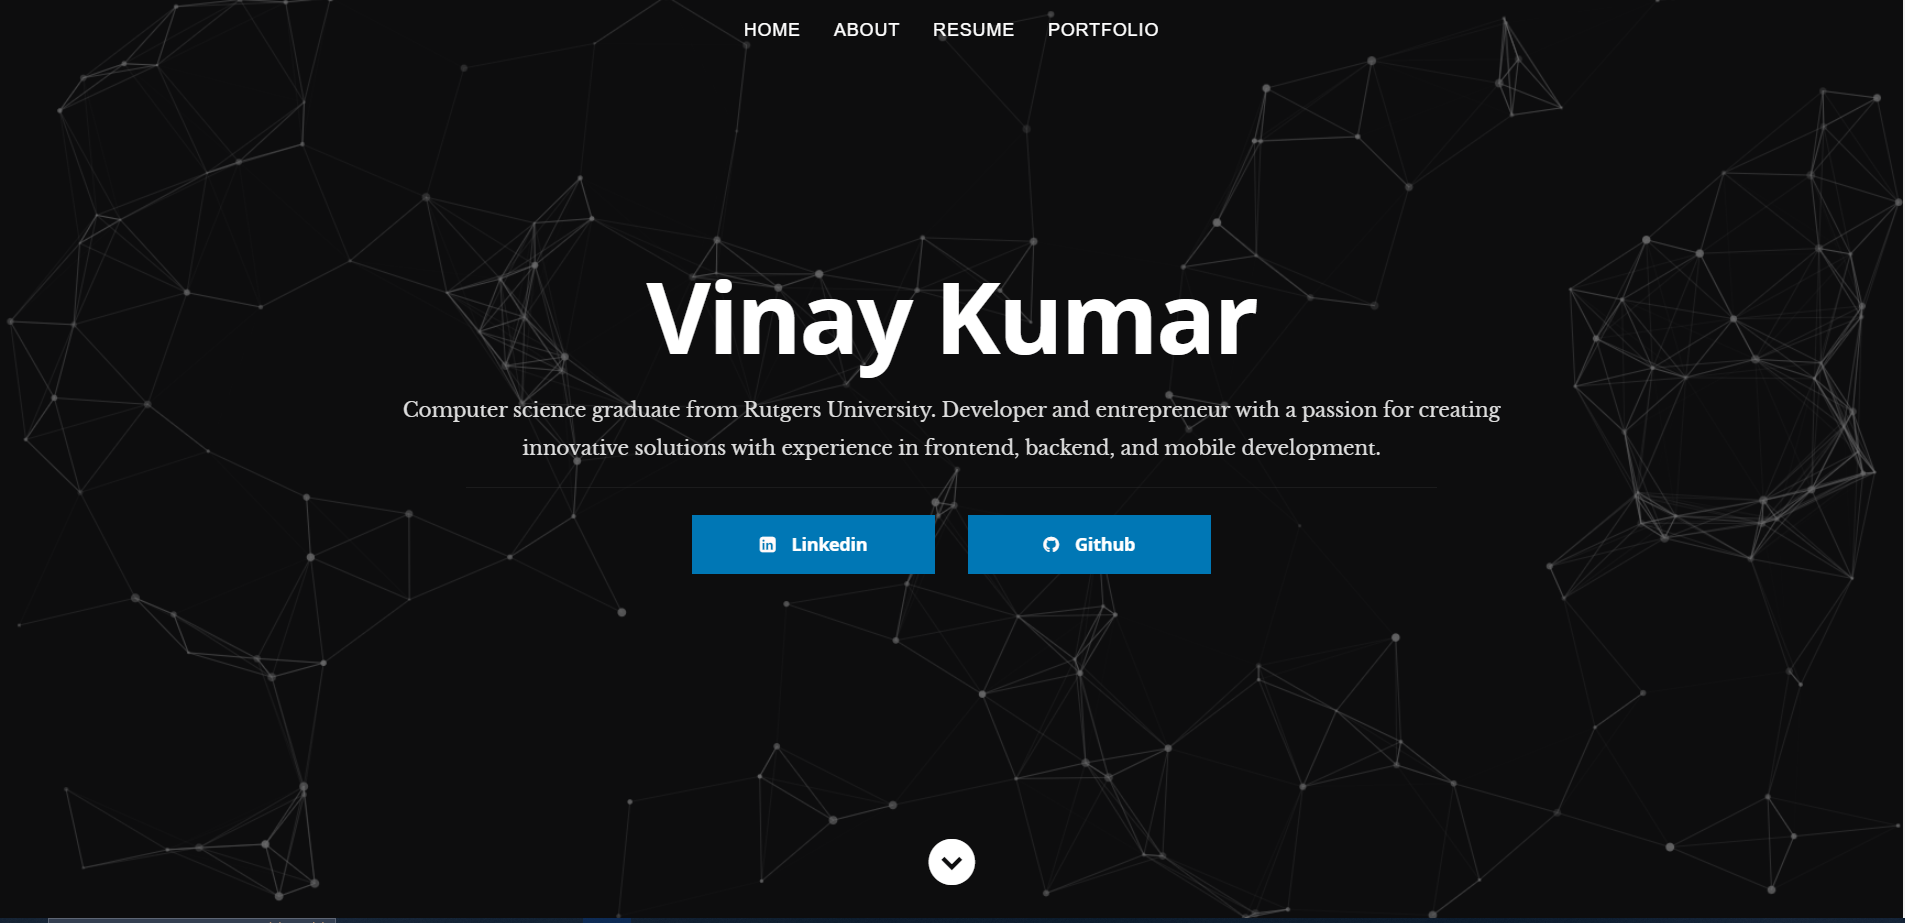 HOME ABOUT RESUME PORTFOLIO
Vinay Kumar
Computer science graduate from Rutgers University. Developer and entrepreneur with a passion for creating
innovative solutions with experience in frontend, backend, and mobile development.
Linkedin Github